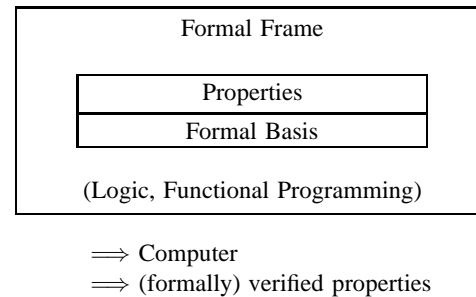 Formal Frame
Properties
Formal Basis
(Logic, Functional Programming)
⟹ Computer
⟹ (formally) verified properties